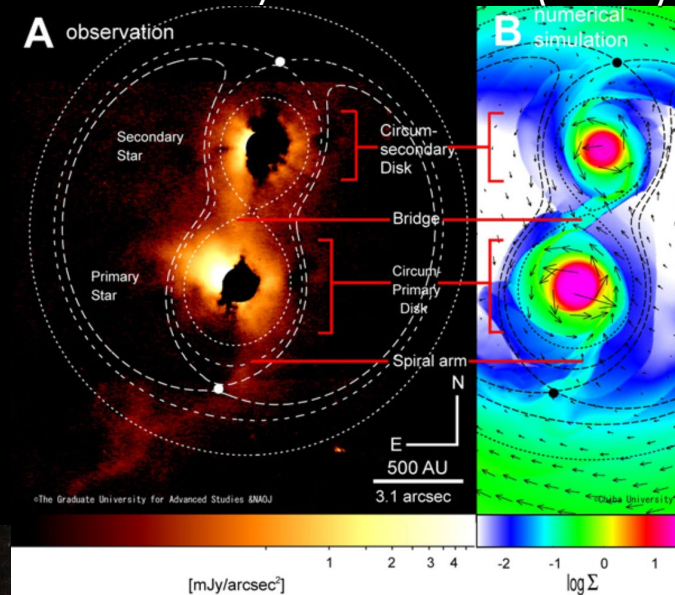 A observation
B numerical
simulation
Secondary
Star
Circum-
secondary
Disk
Bridge
Primary
Star
Circum-
Primary
Disk
Spiral arm
N
E
500 AU
3.1 arcsec
©The Graduate University for Advanced Studies &NAOJ
©Chiba University
1 2 3 4
[mJy/arcsec²]
-2 -1 0 1
log Σ